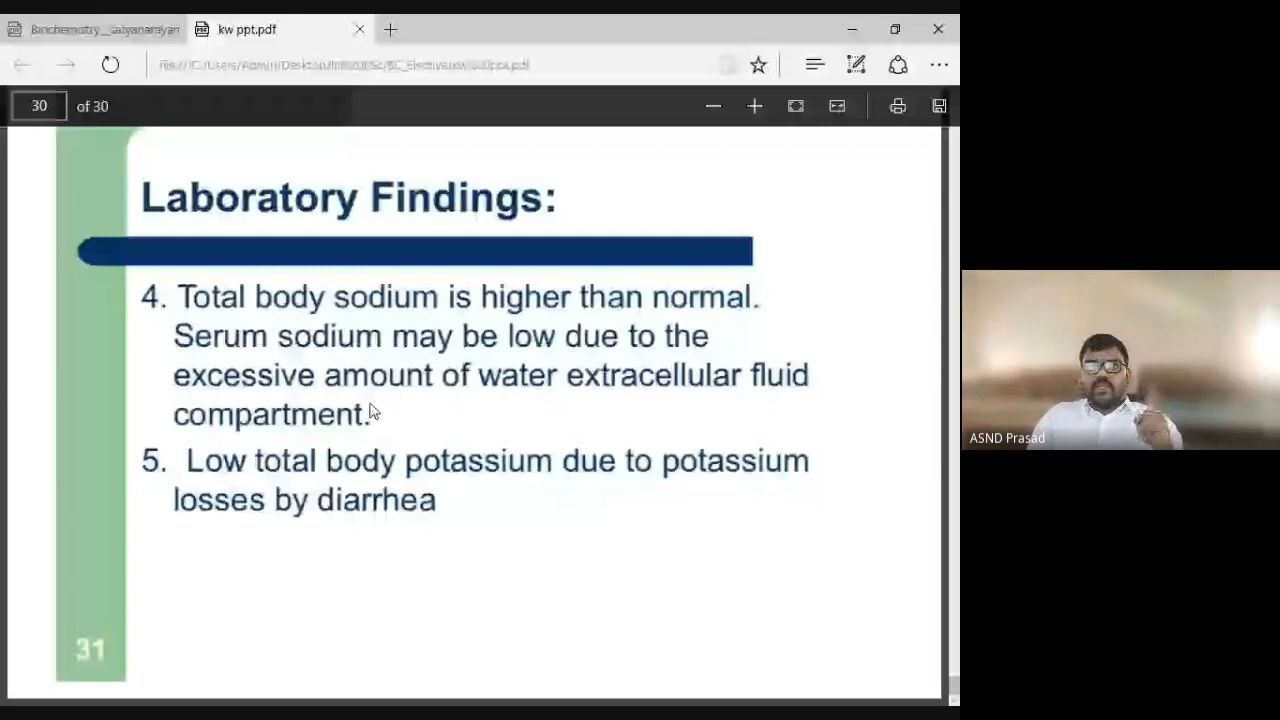 kw ppt.pdf
30 of 30
Laboratory Findings:
4. Total body sodium is higher than normal.
Serum sodium may be low due to the
excessive amount of water extracellular fluid
compartment.
5. Low total body potassium due to potassium
losses by diarrhea
31
ASND Prasad